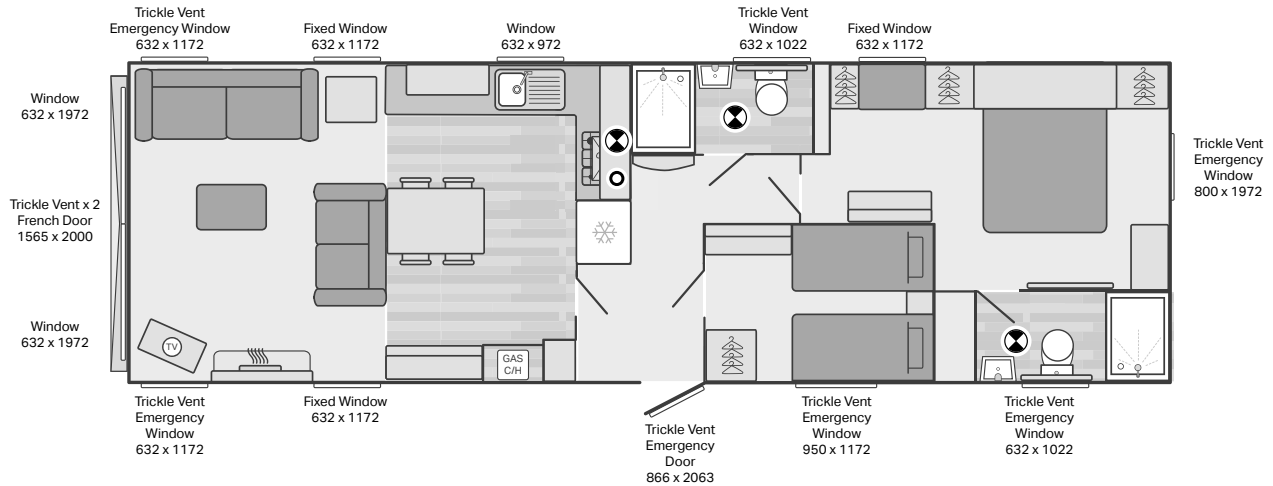 Trickle Vent
Emergency Window
632 x 1172
Fixed Window
632 x 1172
Window
632 x 972
Trickle Vent
Window
632 x 1022
Fixed Window
632 x 1172
Window
632 x 1972
Trickle Vent x 2
French Door
1565 x 2000
Window
632 x 1972
Trickle Vent
Emergency
Window
800 x 1972
TV
GAS
C/H
Trickle Vent
Emergency
Window
632 x 1172
Fixed Window
632 x 1172
Trickle Vent
Emergency
Door
866 x 2063
Trickle Vent
Emergency
Window
950 x 1172
Trickle Vent
Emergency
Window
632 x 1022